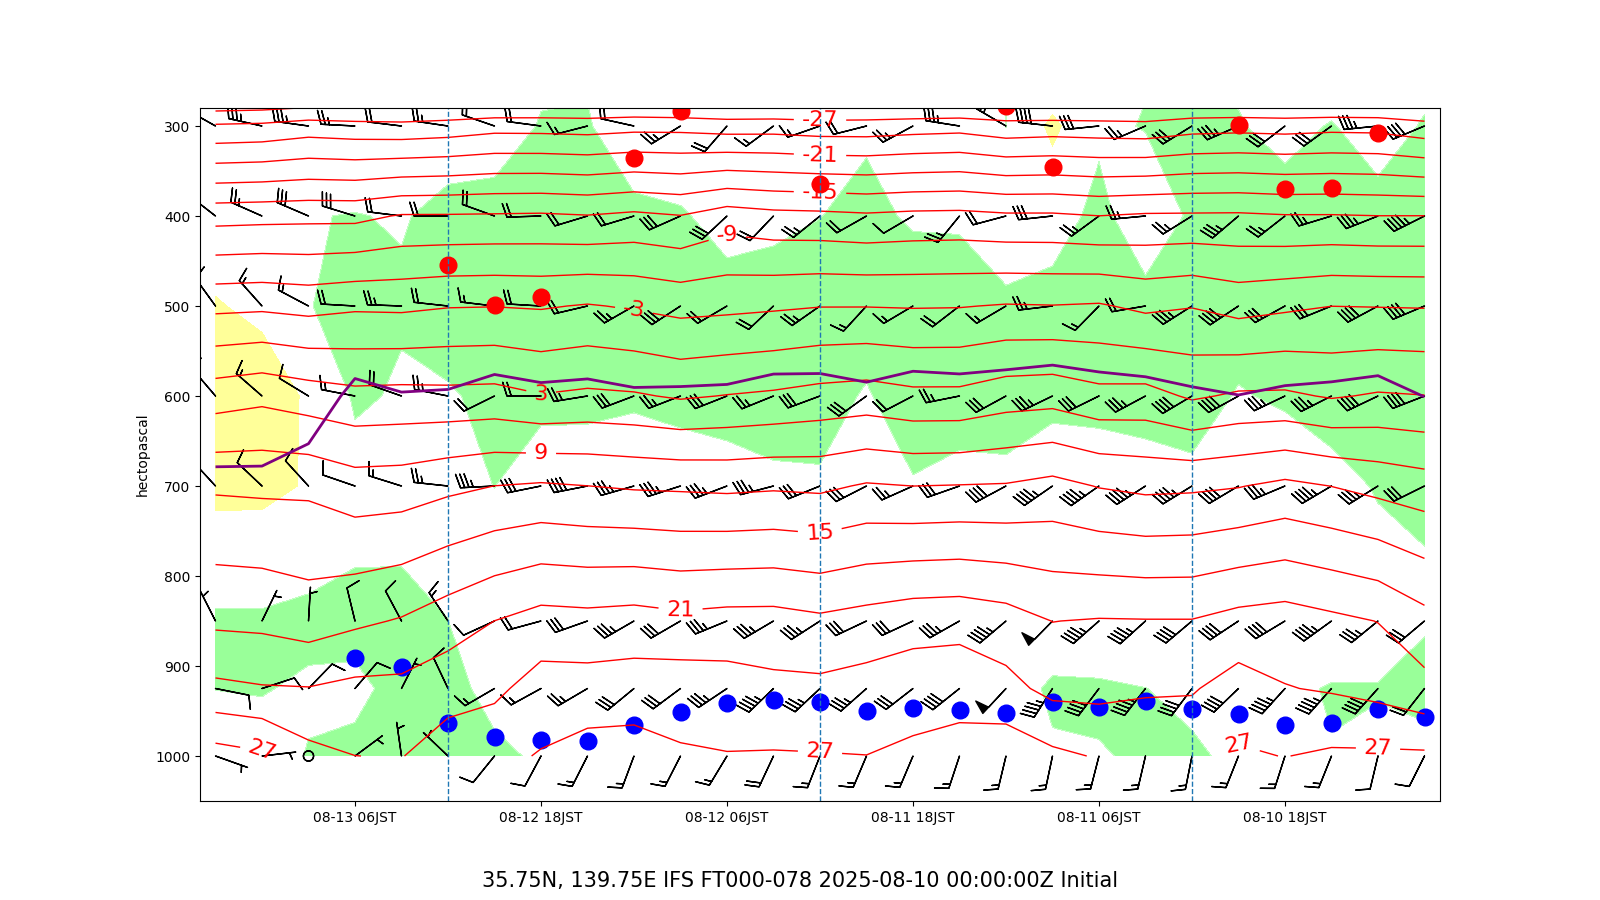 300
-27
-21
-15
400
-9
500
-3
600
3
9
700
15
800
21
900
27
27
27
27
1000
hectopascal
08-13 06JST
08-12 18JST
08-12 06JST
08-11 18JST
08-11 06JST
08-10 18JST
35.75N, 139.75E IFS FT000-078 2025-08-10 00:00:00Z Initial